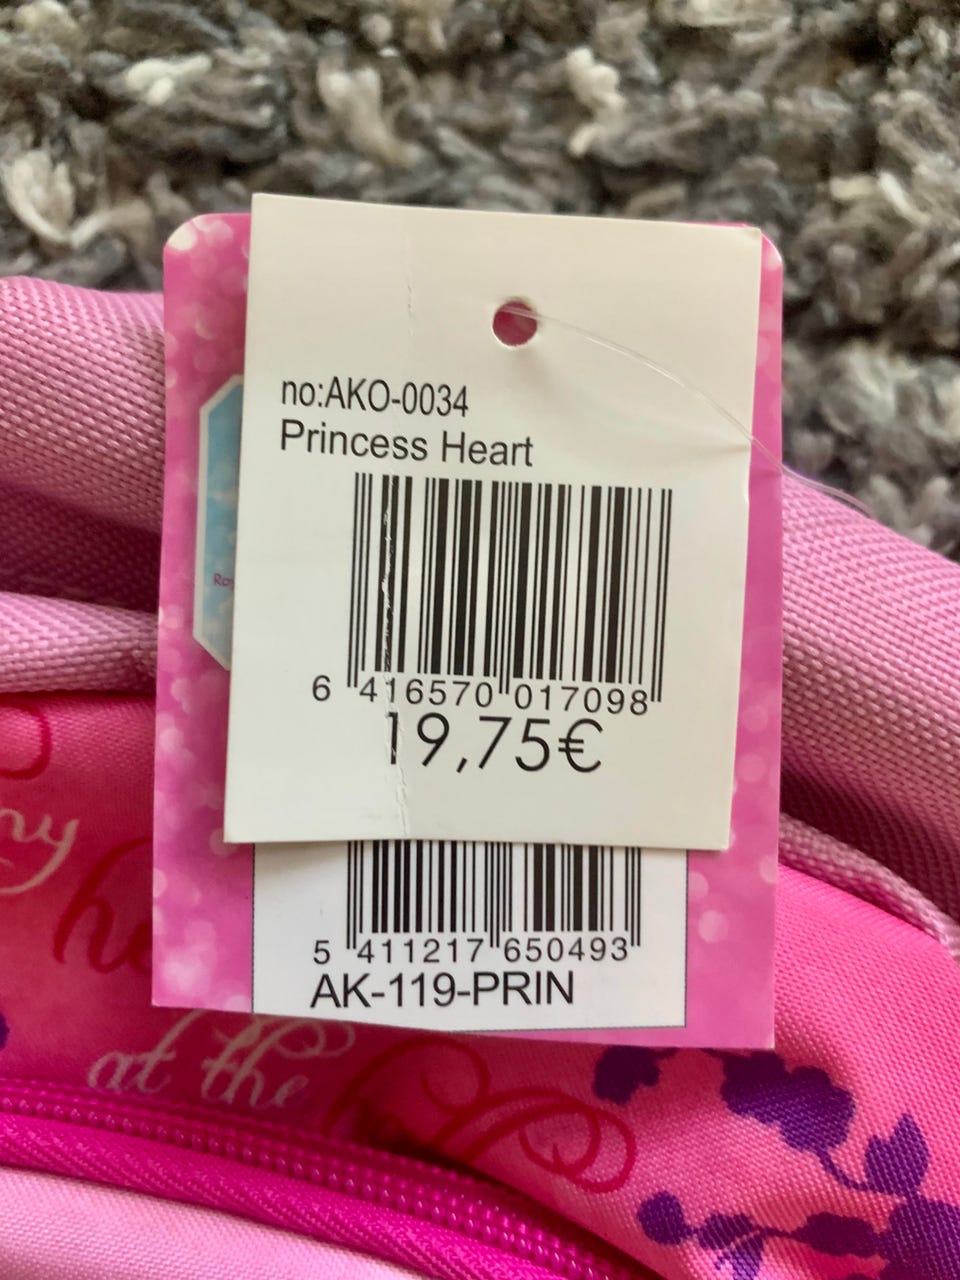 no:AKO-0034
Princess Heart
6 416570 017098
19,75€
5 411217 650493
AK-119-PRIN
at the